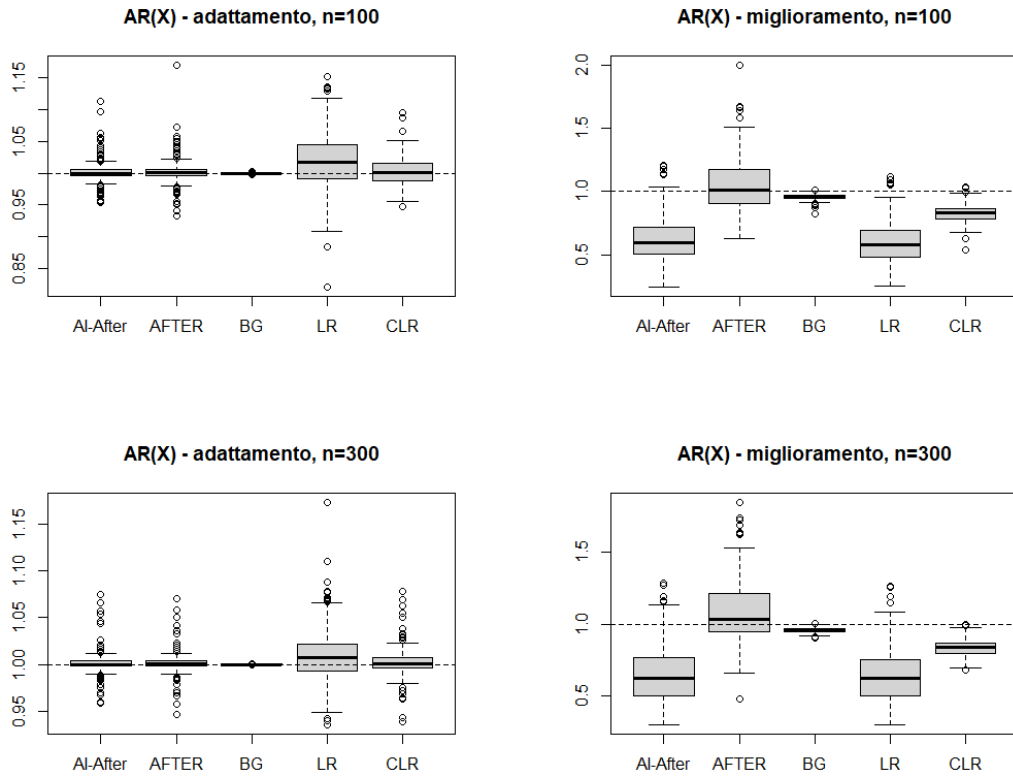 AR(X) - adattamento, n=100
1.15
1.05
0.95
0.85
AI-After AFTER BG LR CLR
AR(X) - miglioramento, n=100
2.0
1.5
1.0
0.5
AI-After AFTER BG LR CLR
AR(X) - adattamento, n=300
1.15
1.10
1.05
1.00
0.95
AI-After AFTER BG LR CLR
AR(X) - miglioramento, n=300
1.5
1.0
0.5
AI-After AFTER BG LR CLR